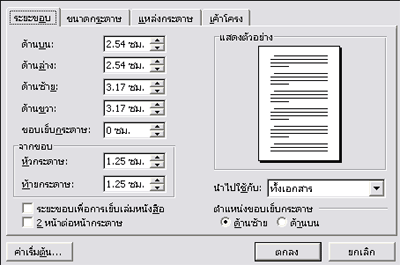 ระยะขอบ ขนาดกระดาษ แหล่งกระดาษ เค้าโครง
ด้านบน: 2.54 ซม.
ด้านล่าง: 2.54 ซม.
ด้านซ้าย: 3.17 ซม.
ด้านขวา: 3.17 ซม.
ขอบเย็บกระดาษ: 0 ซม.
จากขอบ
หัวกระดาษ: 1.25 ซม.
ท้ายกระดาษ: 1.25 ซม.
ระยะขอบเพื่อการเย็บเล่มหนังสือ
2 หน้าต่อหน้ากระดาษ
แสดงตัวอย่าง
นำไปใช้กับ: ทั้งเอกสาร
ตำแหน่งขอบเย็บกระดาษ
ด้านซ้าย ด้านบน
ค่าเริ่มต้น... ตกลง ยกเลิก